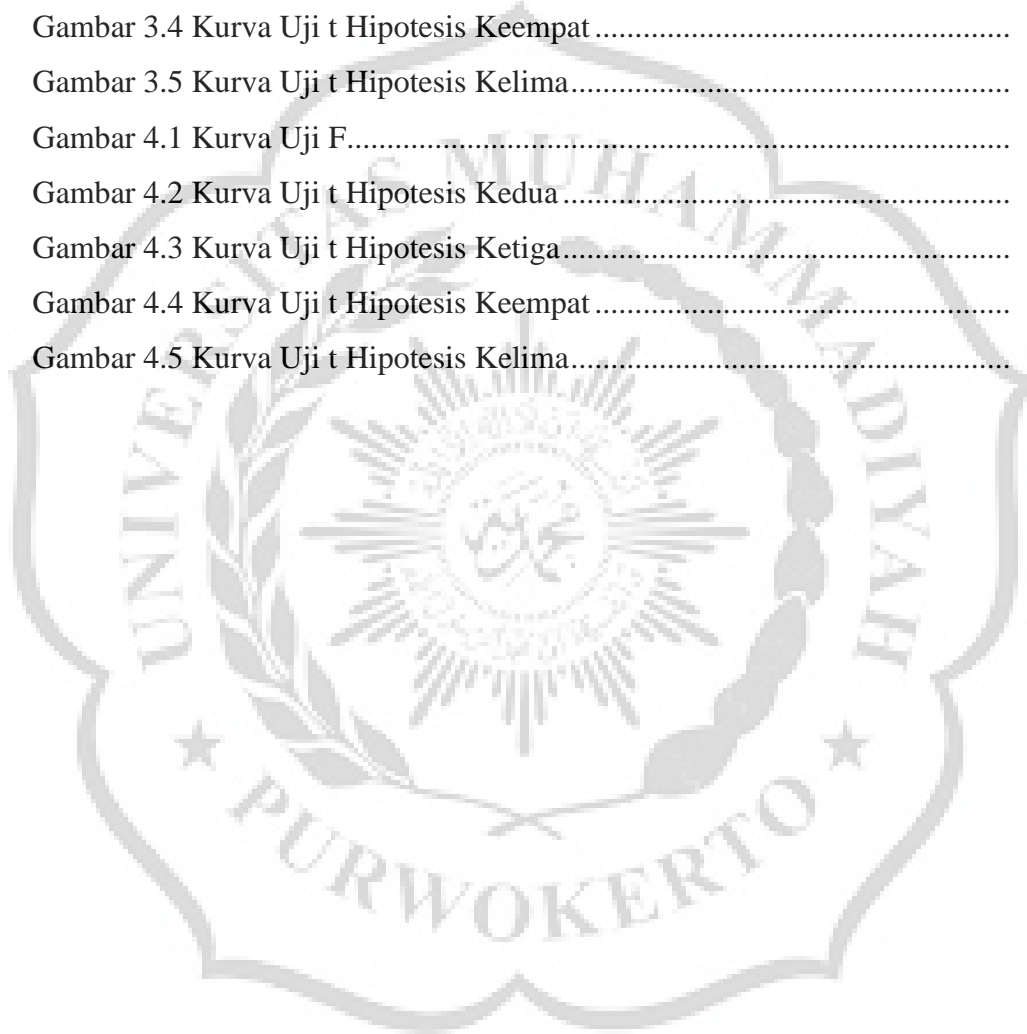 Gambar 3.4 Kurva Uji t Hipotesis Keempat ....................................................
Gambar 3.5 Kurva Uji t Hipotesis Kelima.......................................................
Gambar 4.1 Kurva Uji F...................................................................................
Gambar 4.2 Kurva Uji t Hipotesis Kedua ........................................................
Gambar 4.3 Kurva Uji t Hipotesis Ketiga........................................................
Gambar 4.4 Kurva Uji t Hipotesis Keempat ....................................................
Gambar 4.5 Kurva Uji t Hipotesis Kelima.......................................................
UNIVERSITAS MUHAMMADIYAH
PURWOKERTO